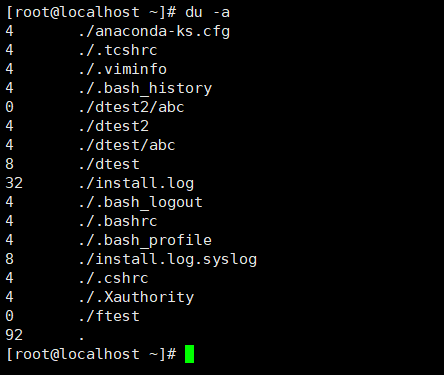 [root@localhost ~]# du -a
4       ./anaconda-ks.cfg
4       ./.tcshrc
4       ./.viminfo
4       ./.bash_history
0       ./dtest2/abc
4       ./dtest2
4       ./dtest/abc
8       ./dtest
32      ./install.log
4       ./.bash_logout
4       ./.bashrc
4       ./.bash_profile
8       ./install.log.syslog
4       ./.cshrc
4       ./.Xauthority
0       ./ftest
92      .
[root@localhost ~]#